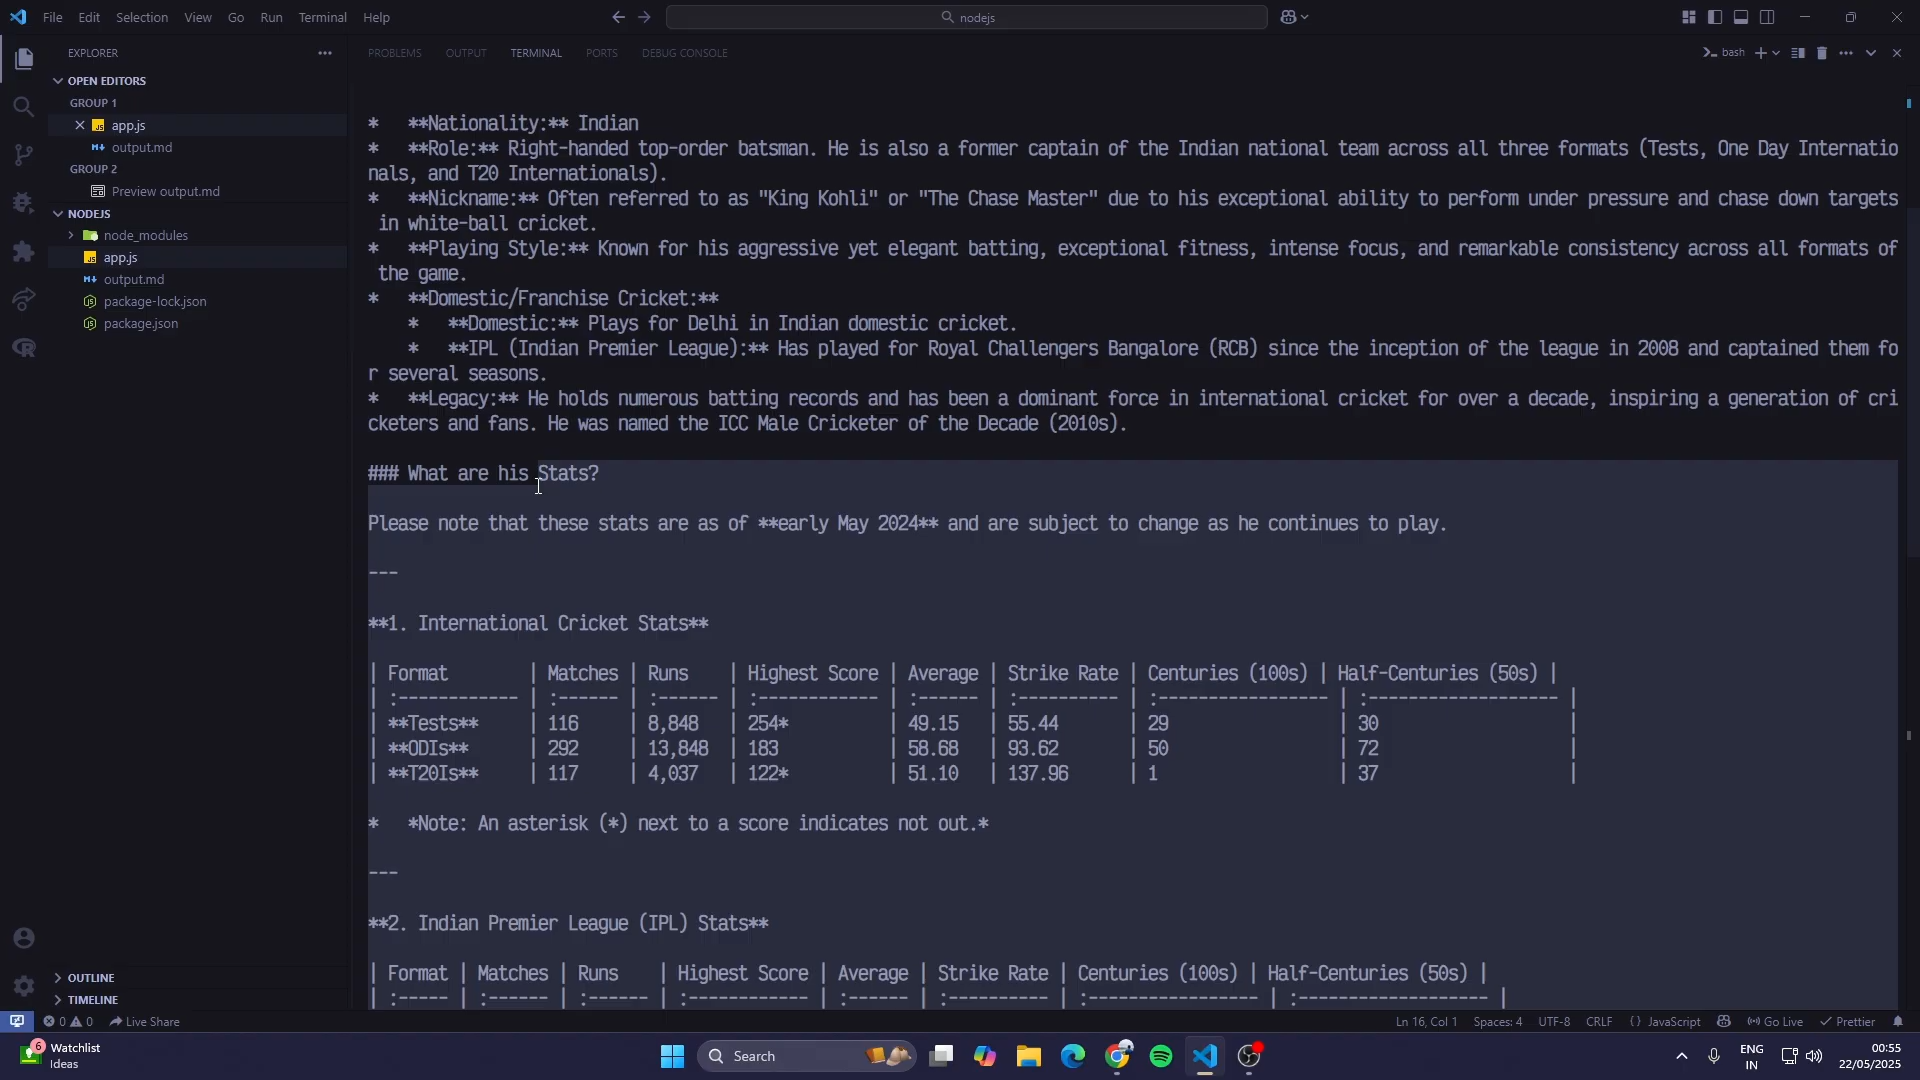 File Edit Selection View Go Run Terminal Help
nodejs
EXPLORER
PROBLEMS OUTPUT TERMINAL PORTS DEBUG CONSOLE
bash
OPEN EDITORS
GROUP 1
app.js
output.md
GROUP 2
Preview output.md
NODEJS
node_modules
app.js
output.md
package-lock.json
package.json
*   **Nationality:** Indian
*   **Role:** Right-handed top-order batsman. He is also a former captain of the Indian national team across all three formats (Tests, One Day Internatio
nals, and T20 Internationals).
*   **Nickname:** Often referred to as "King Kohli" or "The Chase Master" due to his exceptional ability to perform under pressure and chase down targets
 in white-ball cricket.
*   **Playing Style:** Known for his aggressive yet elegant batting, exceptional fitness, intense focus, and remarkable consistency across all formats of
 the game.
*   **Domestic/Franchise Cricket:**
    *   **Domestic:** Plays for Delhi in Indian domestic cricket.
    *   **IPL (Indian Premier League):** Has played for Royal Challengers Bangalore (RCB) since the inception of the league in 2008 and captained them fo
r several seasons.
*   **Legacy:** He holds numerous batting records and has been a dominant force in international cricket for over a decade, inspiring a generation of cri
cketers and fans. He was named the ICC Male Cricketer of the Decade (2010s).
### What are his Stats?
Please note that these stats are as of **early May 2024** and are subject to change as he continues to play.
---
**1. International Cricket Stats**
| Format        | Matches | Runs   | Highest Score | Average | Strike Rate | Centuries (100s) | Half-Centuries (50s) |
| :------------ | :------ | :------ | :------------ | :------ | :---------- | :----------------- | :------------------- |
| **Tests**     | 116     | 8,848  | 254*          | 49.15   | 55.44       | 29                 | 30                   |
| **ODIs**      | 292     | 13,848 | 183           | 58.68   | 93.62       | 50                 | 72                   |
| **T20Is**     | 117     | 4,037  | 122*          | 51.10   | 137.96      | 1                  | 37                   |
*   *Note: An asterisk (*) next to a score indicates not out.*
---
**2. Indian Premier League (IPL) Stats**
| Format | Matches | Runs    | Highest Score | Average | Strike Rate | Centuries (100s) | Half-Centuries (50s) |
| :----- | :------ | :------ | :------------ | :------ | :---------- | :----------------- | :------------------- |
OUTLINE
TIMELINE
0 0 Live Share
Ln 16, Col 1 Spaces: 4 UTF-8 CRLF {} JavaScript Go Live Prettier
6 Watchlist
Ideas
Search
ENG
IN
00:55
22/05/2025